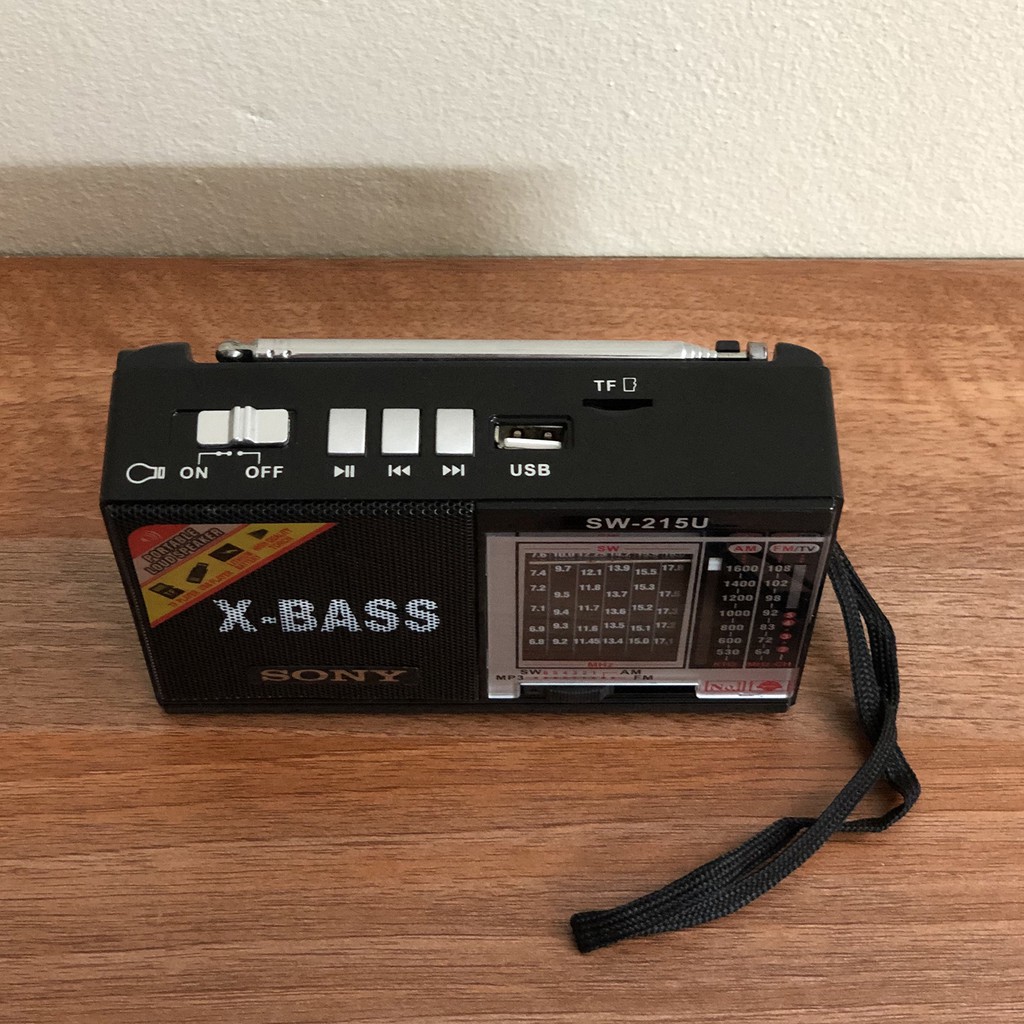 TF
ON OFF
USB
SW-215U
PORTABLE
LOUDSPEAKER
X-BASS
SONY
SW
7.4 9.7 12.1 13.9 15.5 17.8
7.2 11.8 15.3
9.5 13.7
7.1 9.4 11.7 13.6 15.2
6.9 9.3 11.6 13.5 15.1
6.8 9.2 11.45 13.4 15.0 17.1
MHz
SW AM
MP3 FM
AM FM/TV
1600 108
1400 102
1200 98
1000 92
800 83
600 72
530 64